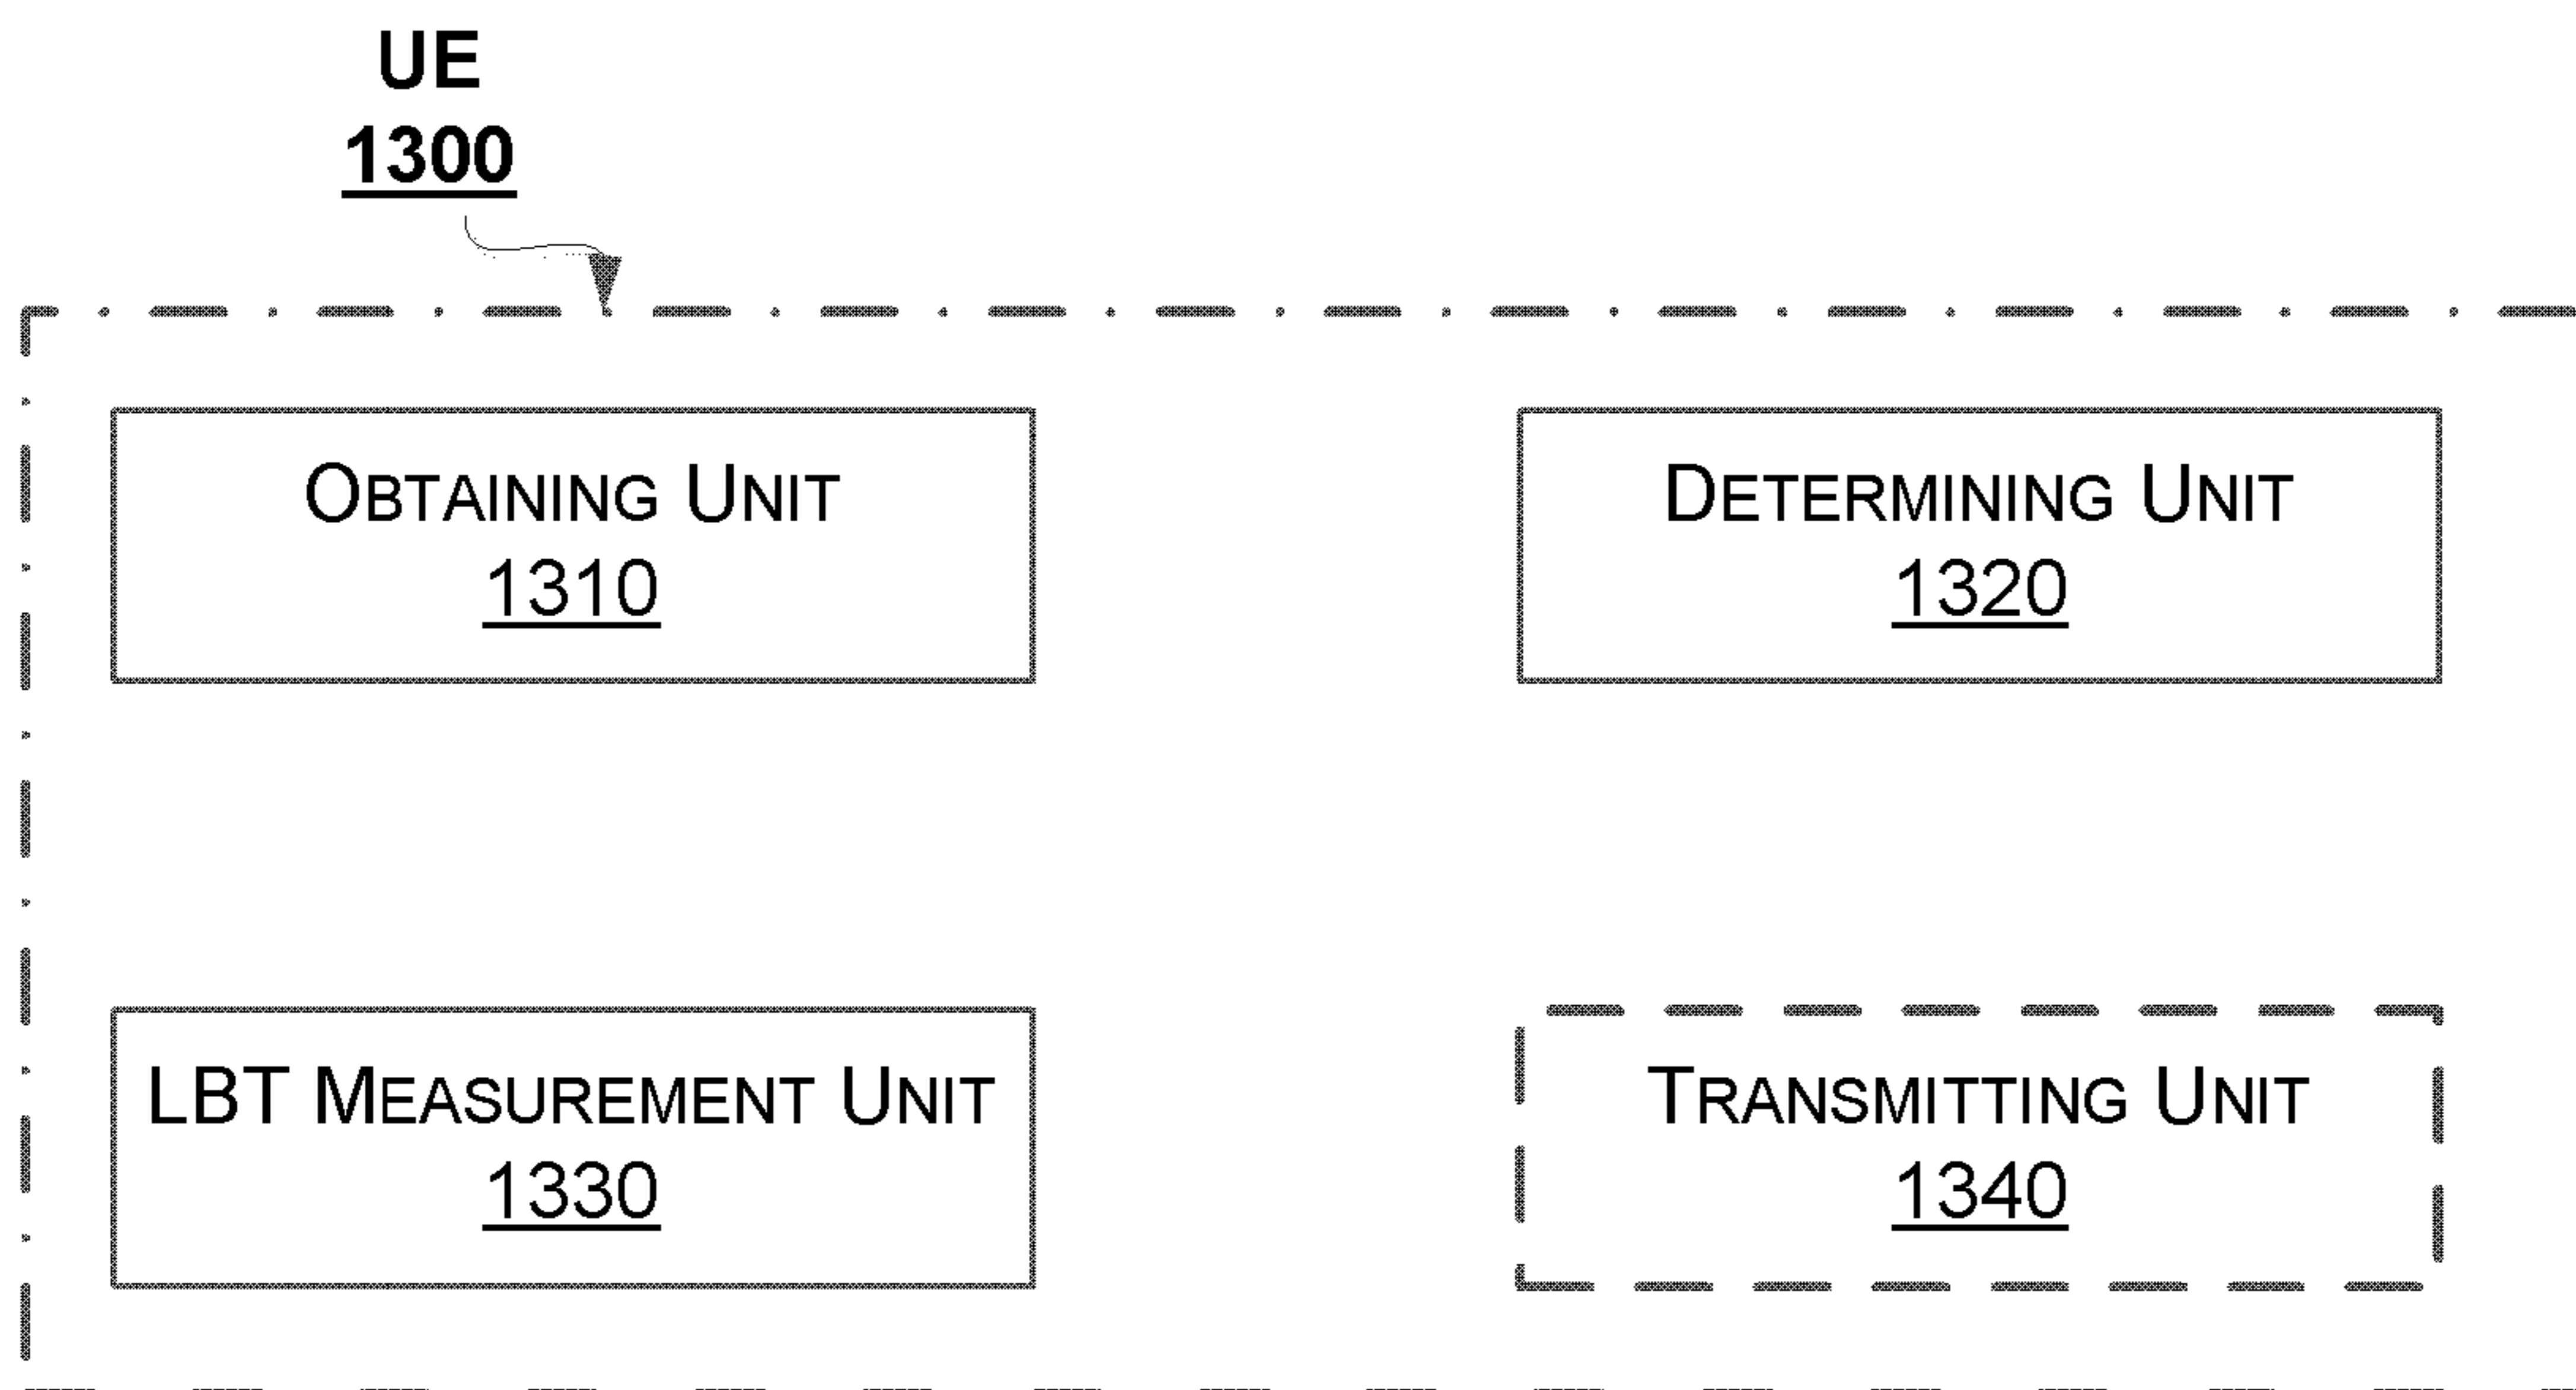 UE
1300
OBTAINING UNIT
1310
DETERMINING UNIT
1320
LBT MEASUREMENT UNIT
1330
TRANSMITTING UNIT
1340